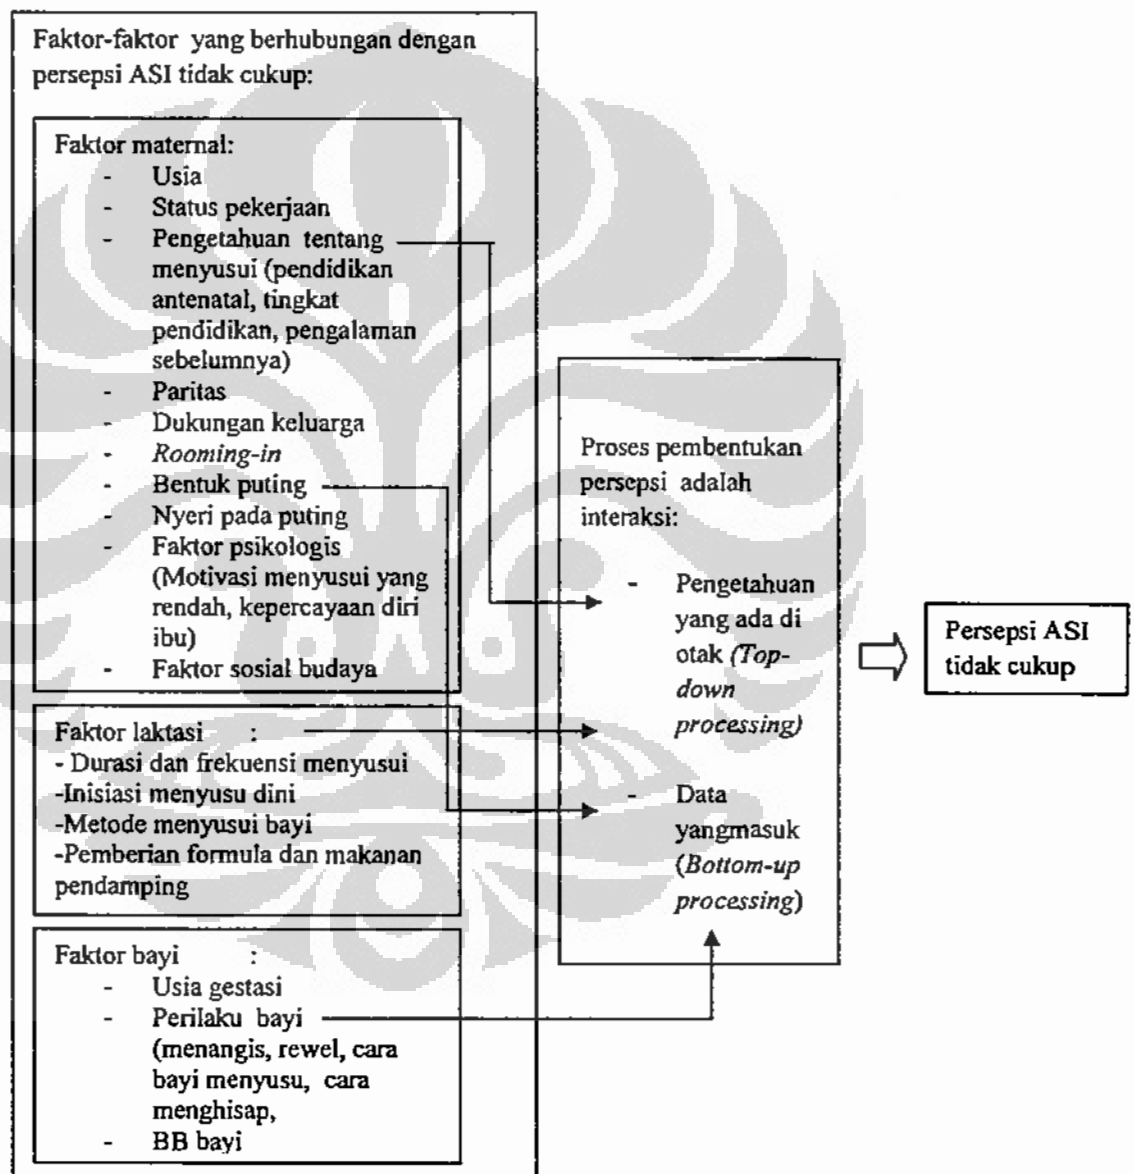 Faktor-faktor yang berhubungan dengan
persepsi ASI tidak cukup:
Faktor maternal:
- Usia
- Status pekerjaan
- Pengetahuan tentang
menyusui (pendidikan
antenatal, tingkat
pendidikan, pengalaman
sebelumnya)
- Paritas
- Dukungan keluarga
- Rooming-in
- Bentuk puting
- Nyeri pada puting
- Faktor psikologis
(Motivasi menyusui yang
rendah, kepercayaan diri
ibu)
- Faktor sosial budaya
Faktor laktasi :
- Durasi dan frekuensi menyusui
-Inisiasi menyusu dini
-Metode menyusui bayi
-Pemberian formula dan makanan
pendamping
Faktor bayi :
- Usia gestasi
- Perilaku bayi
(menangis, rewel, cara
bayi menyusu, cara
menghisap,
- BB bayi
Proses pembentukan
persepsi adalah
interaksi:
- Pengetahuan
yang ada di
otak (Top-
down
processing)
- Data
yangmasuk
(Bottom-up
processing)
Persepsi ASI
tidak cukup